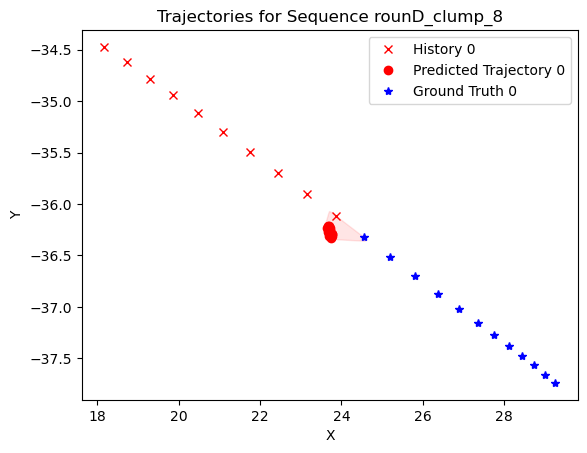 Trajectories for Sequence rounD_clump_8
History 0
Predicted Trajectory 0
Ground Truth 0
Y
−34.5
−35.0
−35.5
−36.0
−36.5
−37.0
−37.5
18 20 22 24 26 28
X